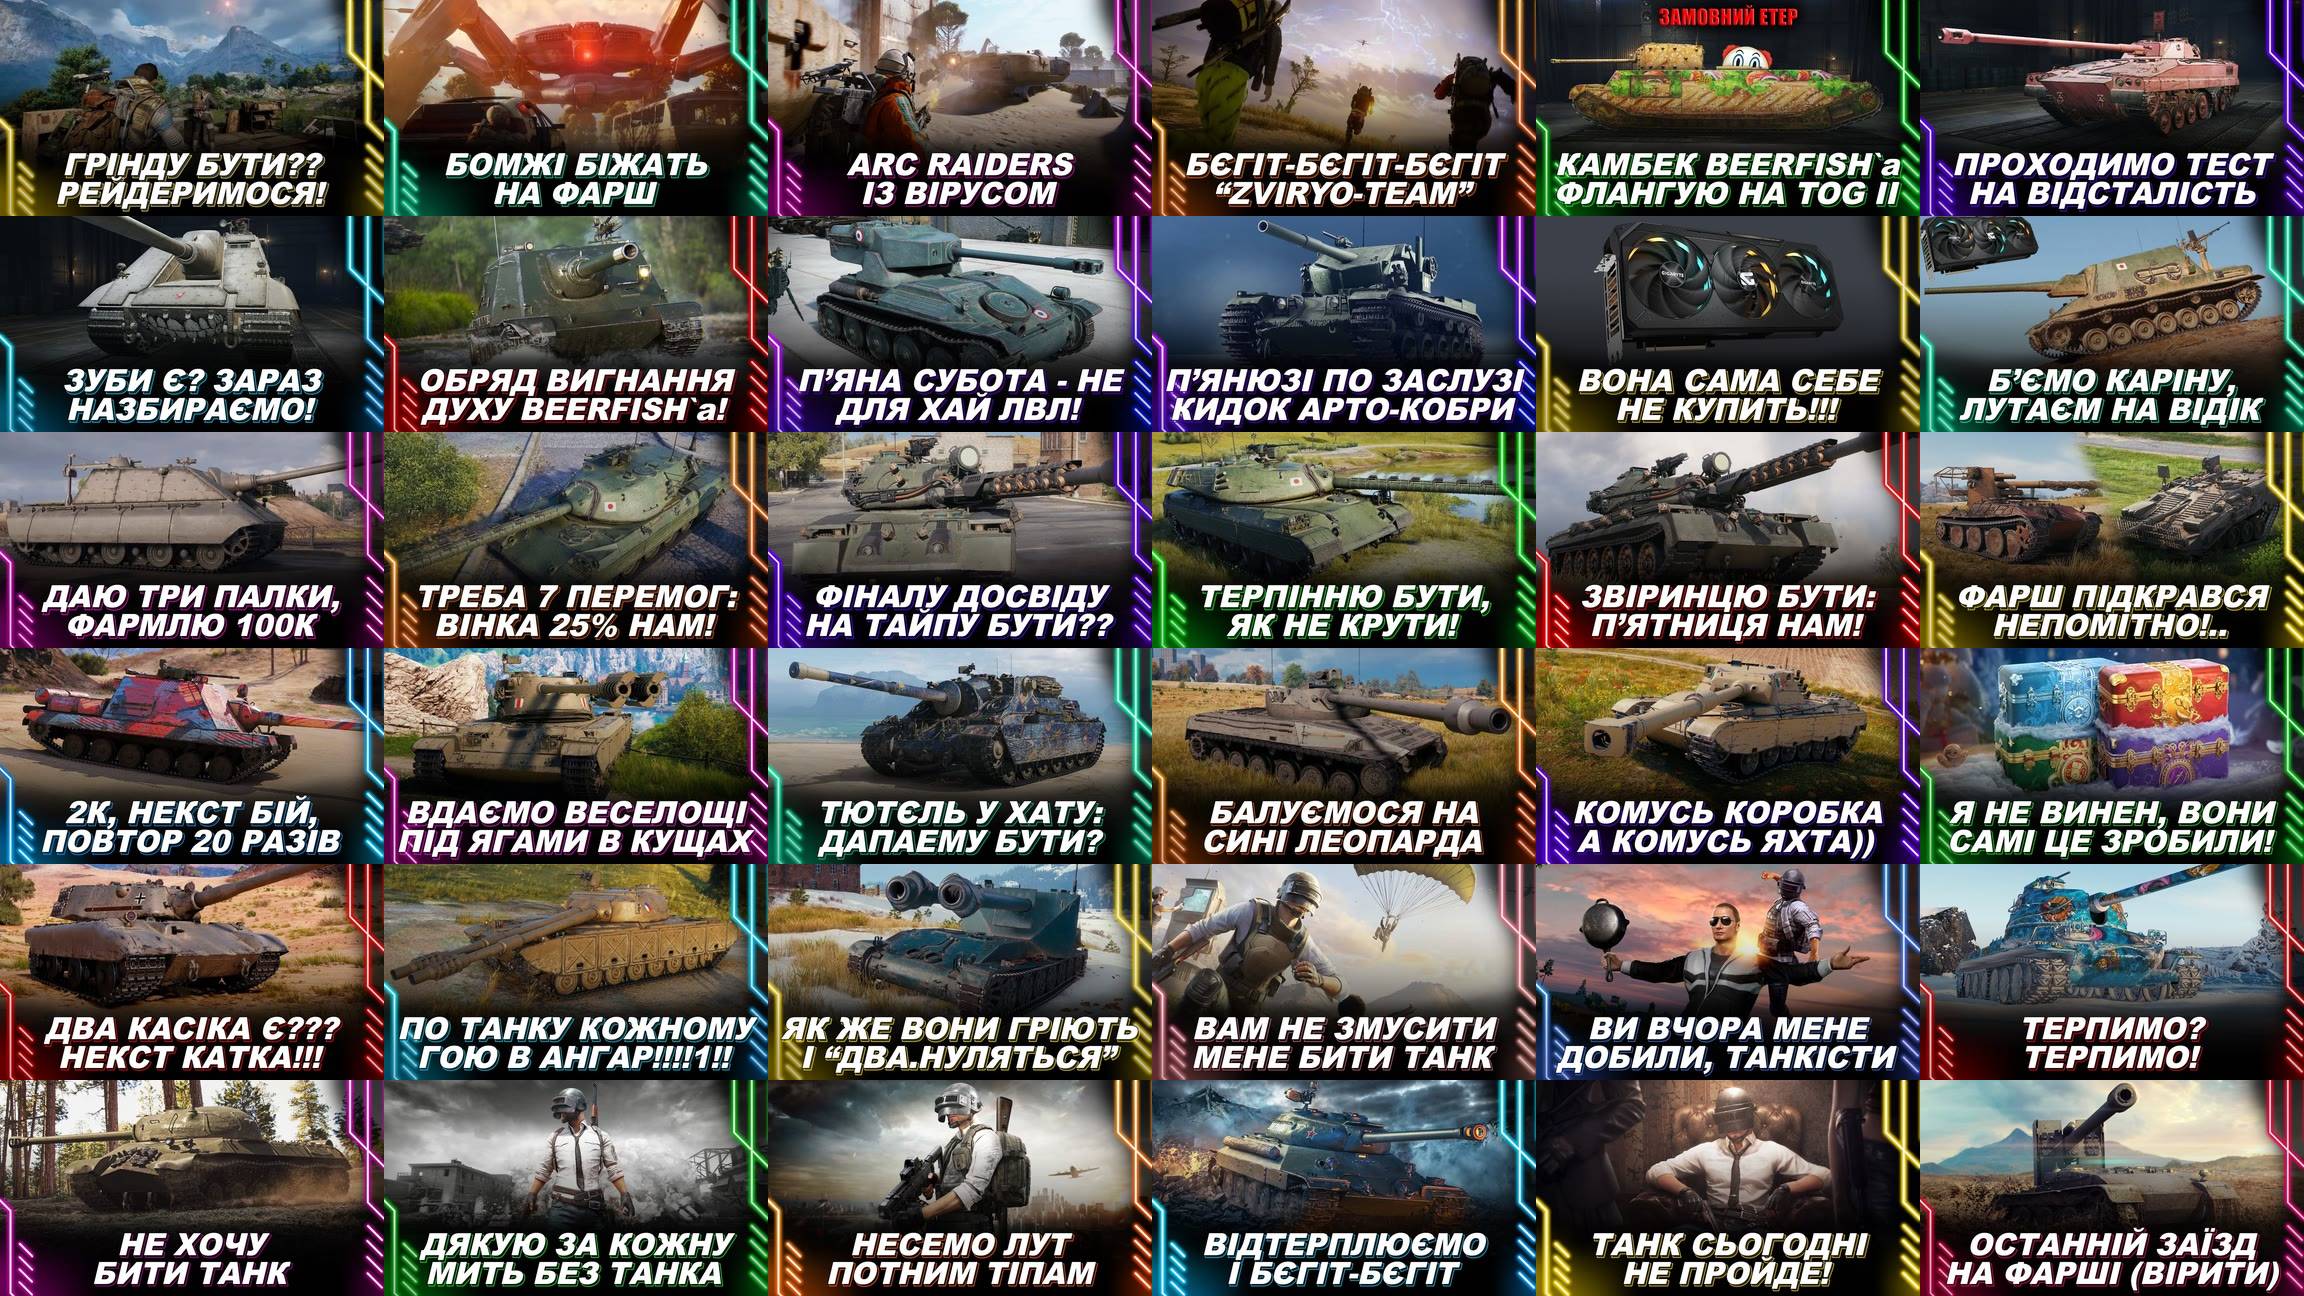 ГРІНДУ БУТИ??
РЕЙДЕРИМОСЯ!
БОМЖІ БІЖАТЬ
НА ФАРШ
ARC RAIDERS
ІЗ ВІРУСОМ
БЄГІТ-БЄГІТ-БЄГІТ
“ZVIRYO-TEAM”
ЗАМОВНИЙ ЕТЕР
КАМБЕК BEERFISH`а
ФЛАНГУЮ НА TOG II
ПРОХОДИМО ТЕСТ
НА ВІДСТАЛІСТЬ
ЗУБИ Є? ЗАРАЗ
НАЗБИРАЄМО!
ОБРЯД ВИГНАННЯ
ДУХУ BEERFISH`а!
П’ЯНА СУБОТА - НЕ
ДЛЯ ХАЙ ЛВЛ!
П’ЯНЮЗІ ПО ЗАСЛУЗІ
КИДОК АРТО-КОБРИ
ВОНА САМА СЕБЕ
НЕ КУПИТЬ!!!
Б’ЄМО КАРІНУ,
ЛУТАЄМ НА ВІДІК
ДАЮ ТРИ ПАЛКИ,
ФАРМЛЮ 100К
ТРЕБА 7 ПЕРЕМОГ:
ВІНКА 25% НАМ!
ФІНАЛУ ДОСВІДУ
НА ТАЙПУ БУТИ??
ТЕРПІННЮ БУТИ,
ЯК НЕ КРУТИ!
ЗВІРИНЦЮ БУТИ:
П’ЯТНИЦЯ НАМ!
ФАРШ ПІДКРАВСЯ
НЕПОМІТНО!..
2К, НЕКСТ БІЙ,
ПОВТОР 20 РАЗІВ
ВДАЄМО ВЕСЕЛОЩІ
ПІД ЯГАМИ В КУЩАХ
ТЮТЄЛЬ У ХАТУ:
ДАПАЕМУ БУТИ?
БАЛУЄМОСЯ НА
СИНІ ЛЕОПАРДА
КОМУСЬ КОРОБКА
А КОМУСЬ ЯХТА))
Я НЕ ВИНЕН, ВОНИ
САМІ ЦЕ ЗРОБИЛИ!
ДВА КАСІКА Є???
НЕКСТ КАТКА!!!
ПО ТАНКУ КОЖНОМУ
ГОЮ В АНГАР!!!!1!!
ЯК ЖЕ ВОНИ ГРІЮТЬ
І “ДВА.НУЛЯТЬСЯ”
ВАМ НЕ ЗМУСИТИ
МЕНЕ БИТИ ТАНК
ВИ ВЧОРА МЕНЕ
ДОБИЛИ, ТАНКІСТИ
ТЕРПИМО?
ТЕРПИМО!
НЕ ХОЧУ
БИТИ ТАНК
ДЯКУЮ ЗА КОЖНУ
МИТЬ БЕЗ ТАНКА
НЕСЕМО ЛУТ
ПОТНИМ ТІПАМ
ВІДТЕРПЛЮЄМО
І БЄГІТ-БЄГІТ
ТАНК СЬОГОДНІ
НЕ ПРОЙДЕ!
ОСТАННІЙ ЗАЇЗД
НА ФАРШІ (ВІРИТИ)